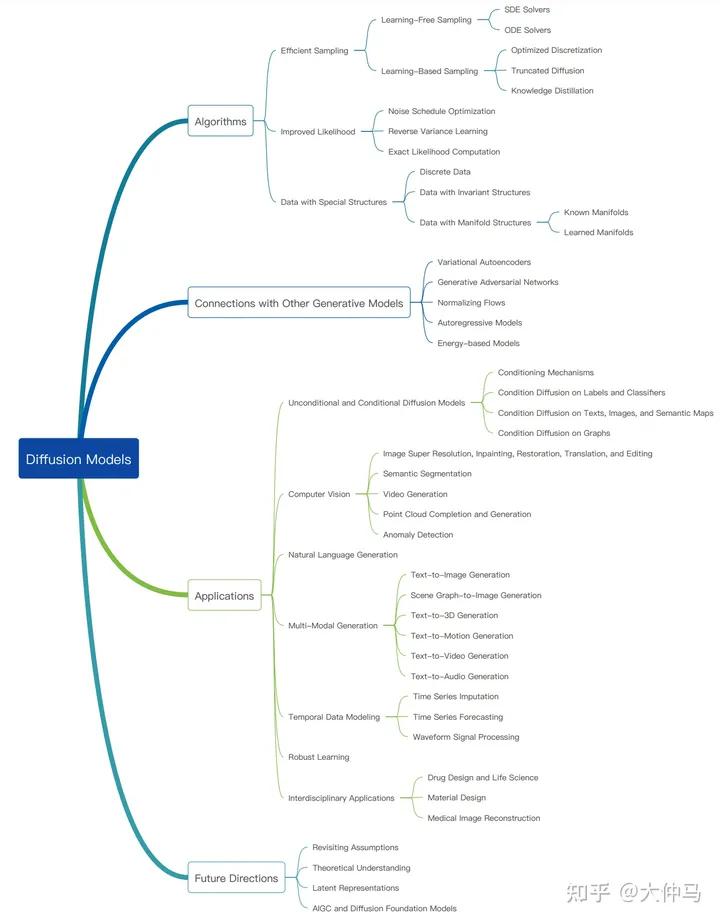 Diffusion Models
Algorithms
Efficient Sampling
Learning-Free Sampling
SDE Solvers
ODE Solvers
Learning-Based Sampling
Optimized Discretization
Truncated Diffusion
Knowledge Distillation
Improved Likelihood
Noise Schedule Optimization
Reverse Variance Learning
Exact Likelihood Computation
Data with Special Structures
Discrete Data
Data with Invariant Structures
Data with Manifold Structures
Known Manifolds
Learned Manifolds
Connections with Other Generative Models
Variational Autoencoders
Generative Adversarial Networks
Normalizing Flows
Autoregressive Models
Energy-based Models
Applications
Unconditional and Conditional Diffusion Models
Conditioning Mechanisms
Condition Diffusion on Labels and Classifiers
Condition Diffusion on Texts, Images, and Semantic Maps
Condition Diffusion on Graphs
Computer Vision
Image Super Resolution, Inpainting, Restoration, Translation, and Editing
Semantic Segmentation
Video Generation
Point Cloud Completion and Generation
Anomaly Detection
Natural Language Generation
Multi-Modal Generation
Text-to-Image Generation
Scene Graph-to-Image Generation
Text-to-3D Generation
Text-to-Motion Generation
Text-to-Video Generation
Text-to-Audio Generation
Temporal Data Modeling
Time Series Imputation
Time Series Forecasting
Waveform Signal Processing
Robust Learning
Interdisciplinary Applications
Drug Design and Life Science
Material Design
Medical Image Reconstruction
Future Directions
Revisiting Assumptions
Theoretical Understanding
Latent Representations
AIGC and Diffusion Foundation Models
知乎 @大仲马